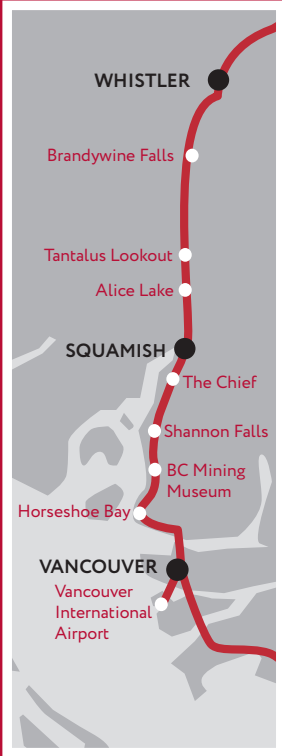 WHISTLER
Brandywine Falls
Tantalus Lookout
Alice Lake
SQUAMISH
The Chief
Shannon Falls
BC Mining
Museum
Horseshoe Bay
VANCOUVER
Vancouver
International
Airport